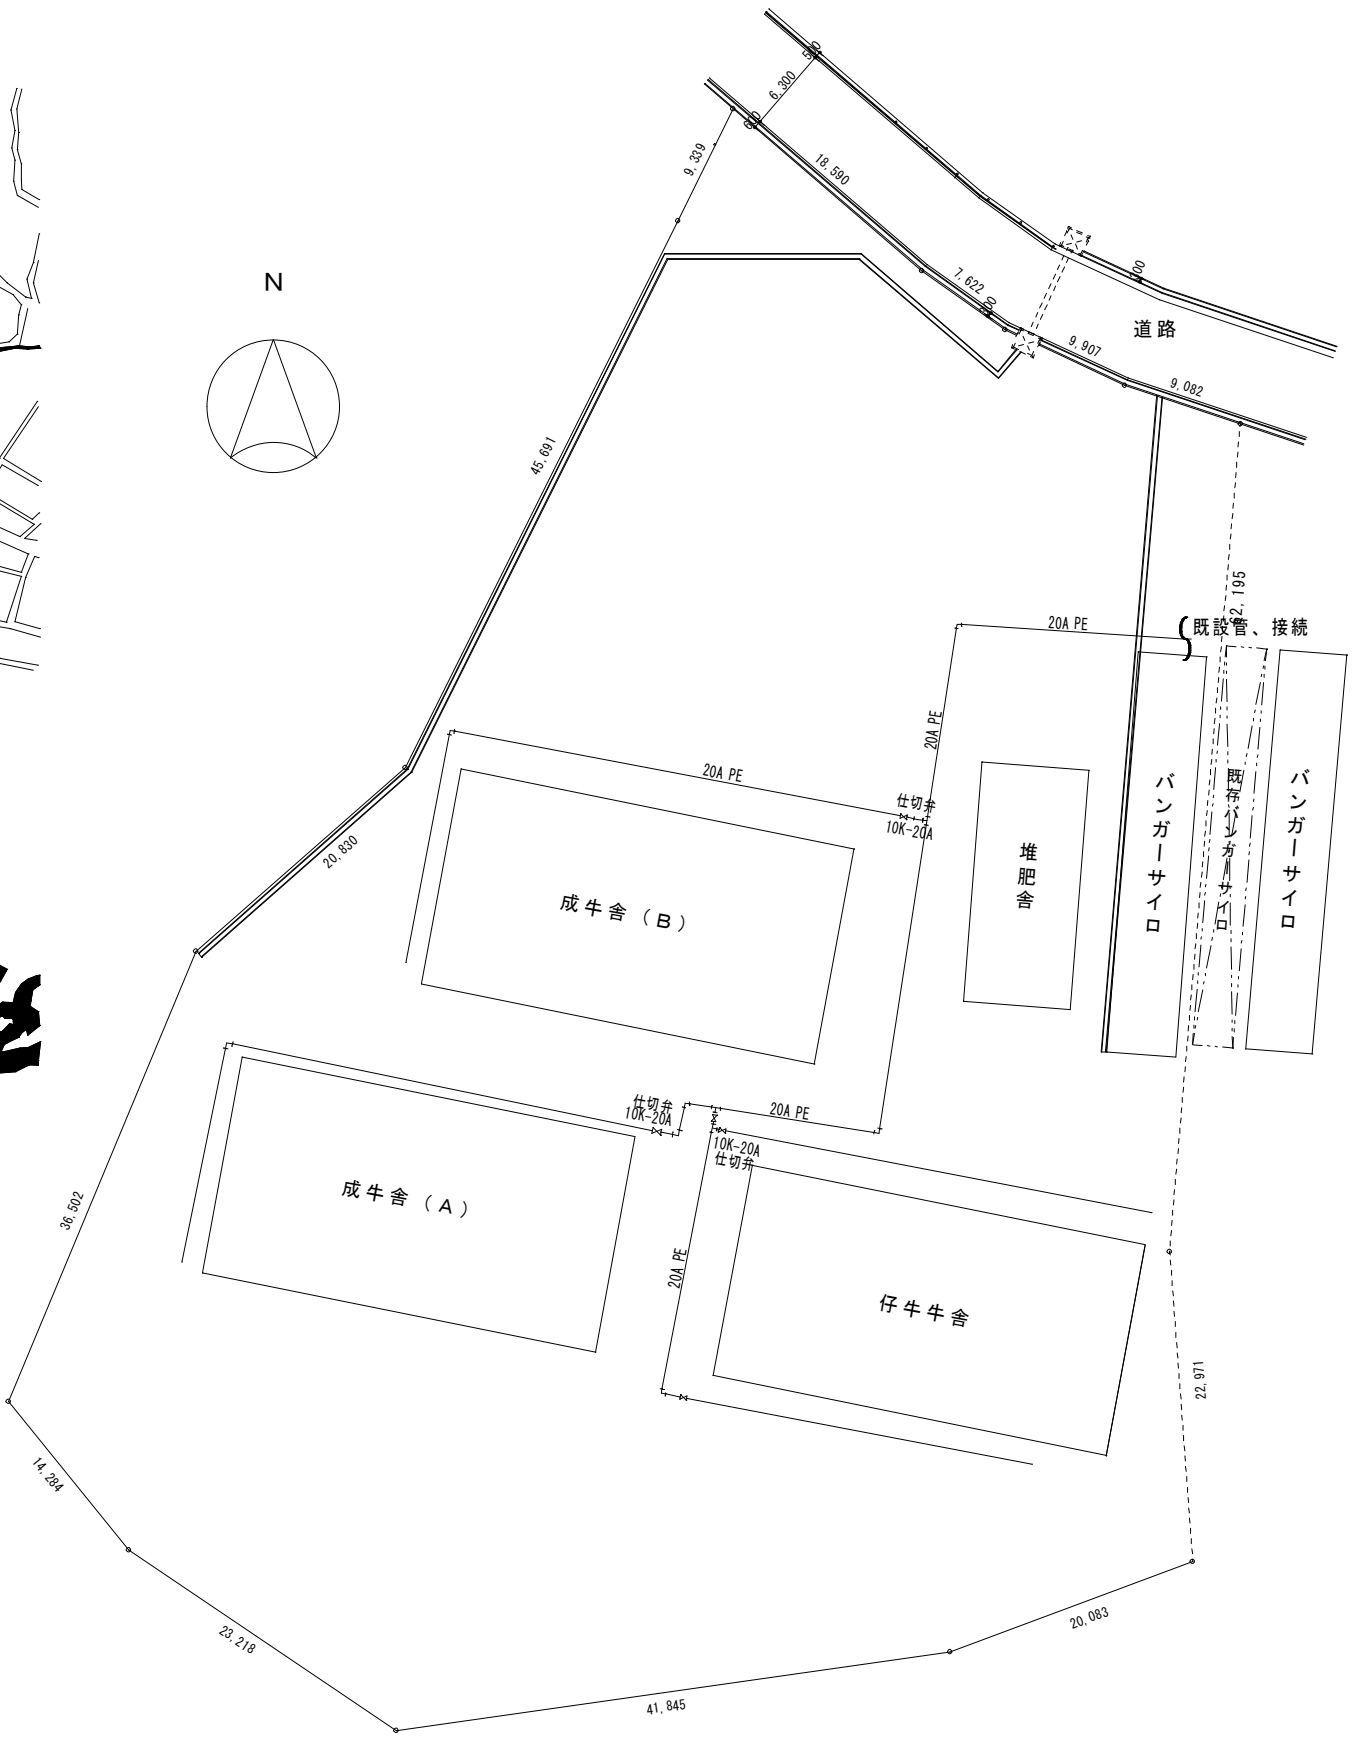 6,300
9,339
18,590
N
7,622
道路
9,907
9,082
45,691
20A PE
既設管、接続
20A PE
20A PE
仕切弁
10K-20A
バンガーサイロ
既存バンガーサイロ
バンガーサイロ
堆肥舎
20,830
成牛舎（B）
仕切弁
10K-20A
20A PE
10K-20A
仕切弁
成牛舎（A）
36,502
20A PE
仔牛牛舎
22,971
14,284
23,218
20,083
41,845